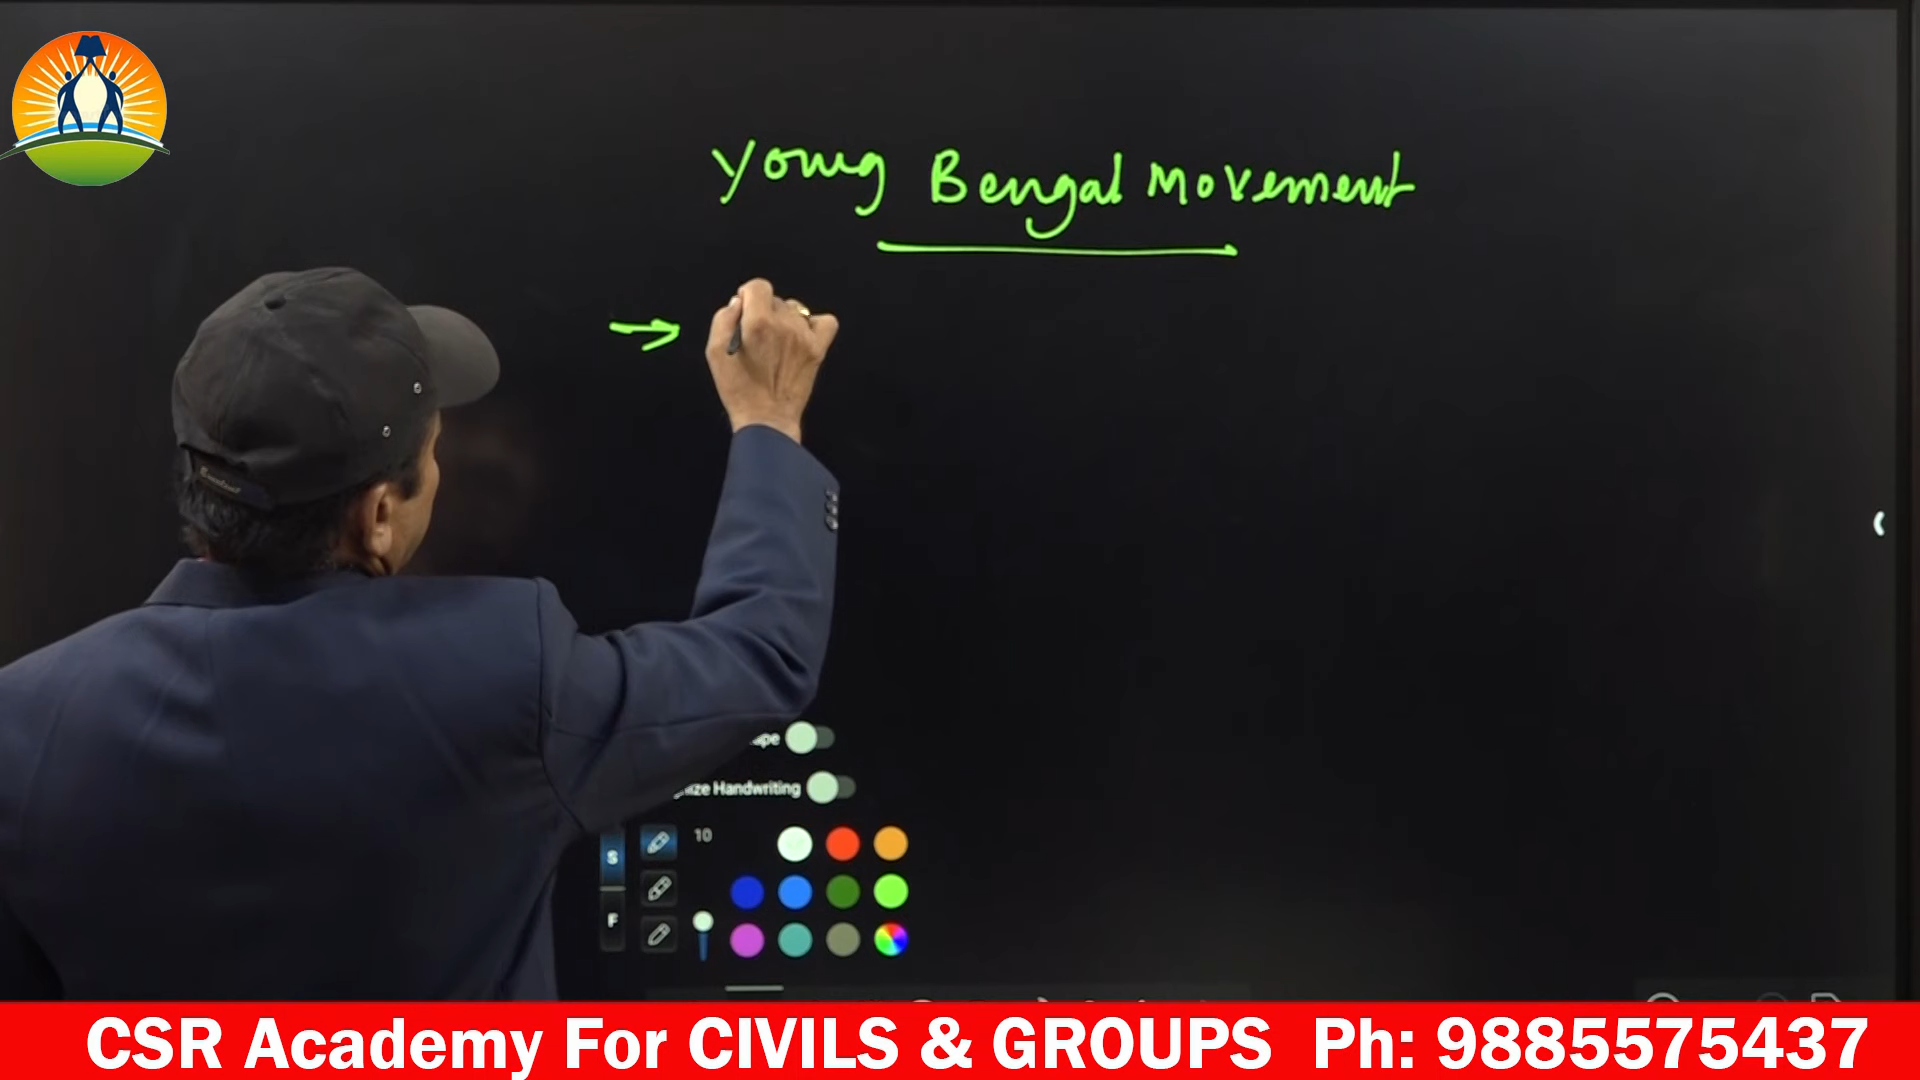 Young Bengal Movement
Handwriting
10
S
F
CSR Academy For CIVILS & GROUPS Ph: 9885575437